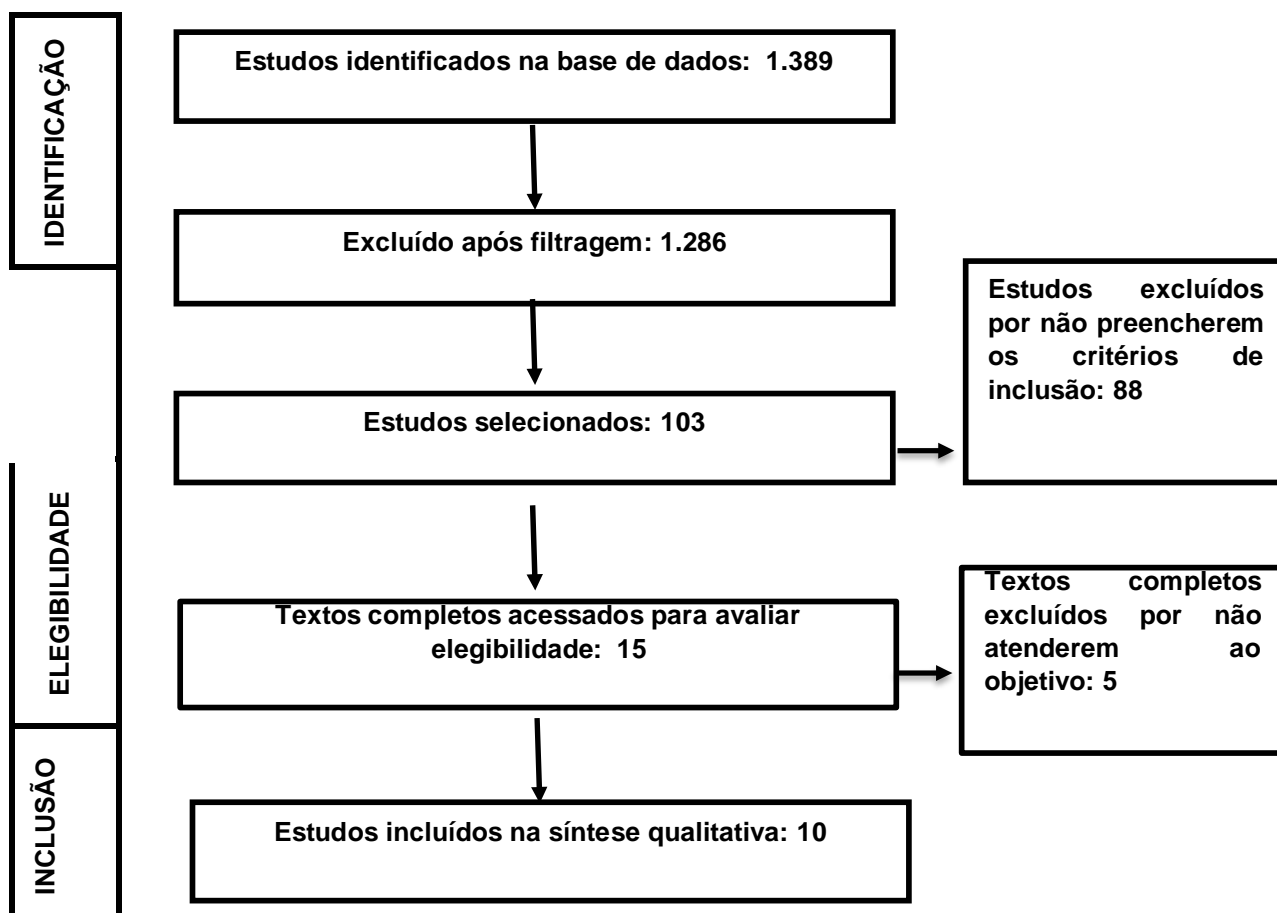 IDENTIFICAÇÃO
Estudos identificados na base de dados:  1.389
Excluído após filtragem: 1.286
Estudos selecionados: 103
Estudos excluídos
por não preencherem
os critérios de
inclusão: 88
ELEGIBILIDADE
Textos completos acessados para avaliar
elegibilidade:  15
Textos completos
excluídos por não
atenderem ao
objetivo: 5
INCLUSÃO
Estudos incluídos na síntese qualitativa: 10